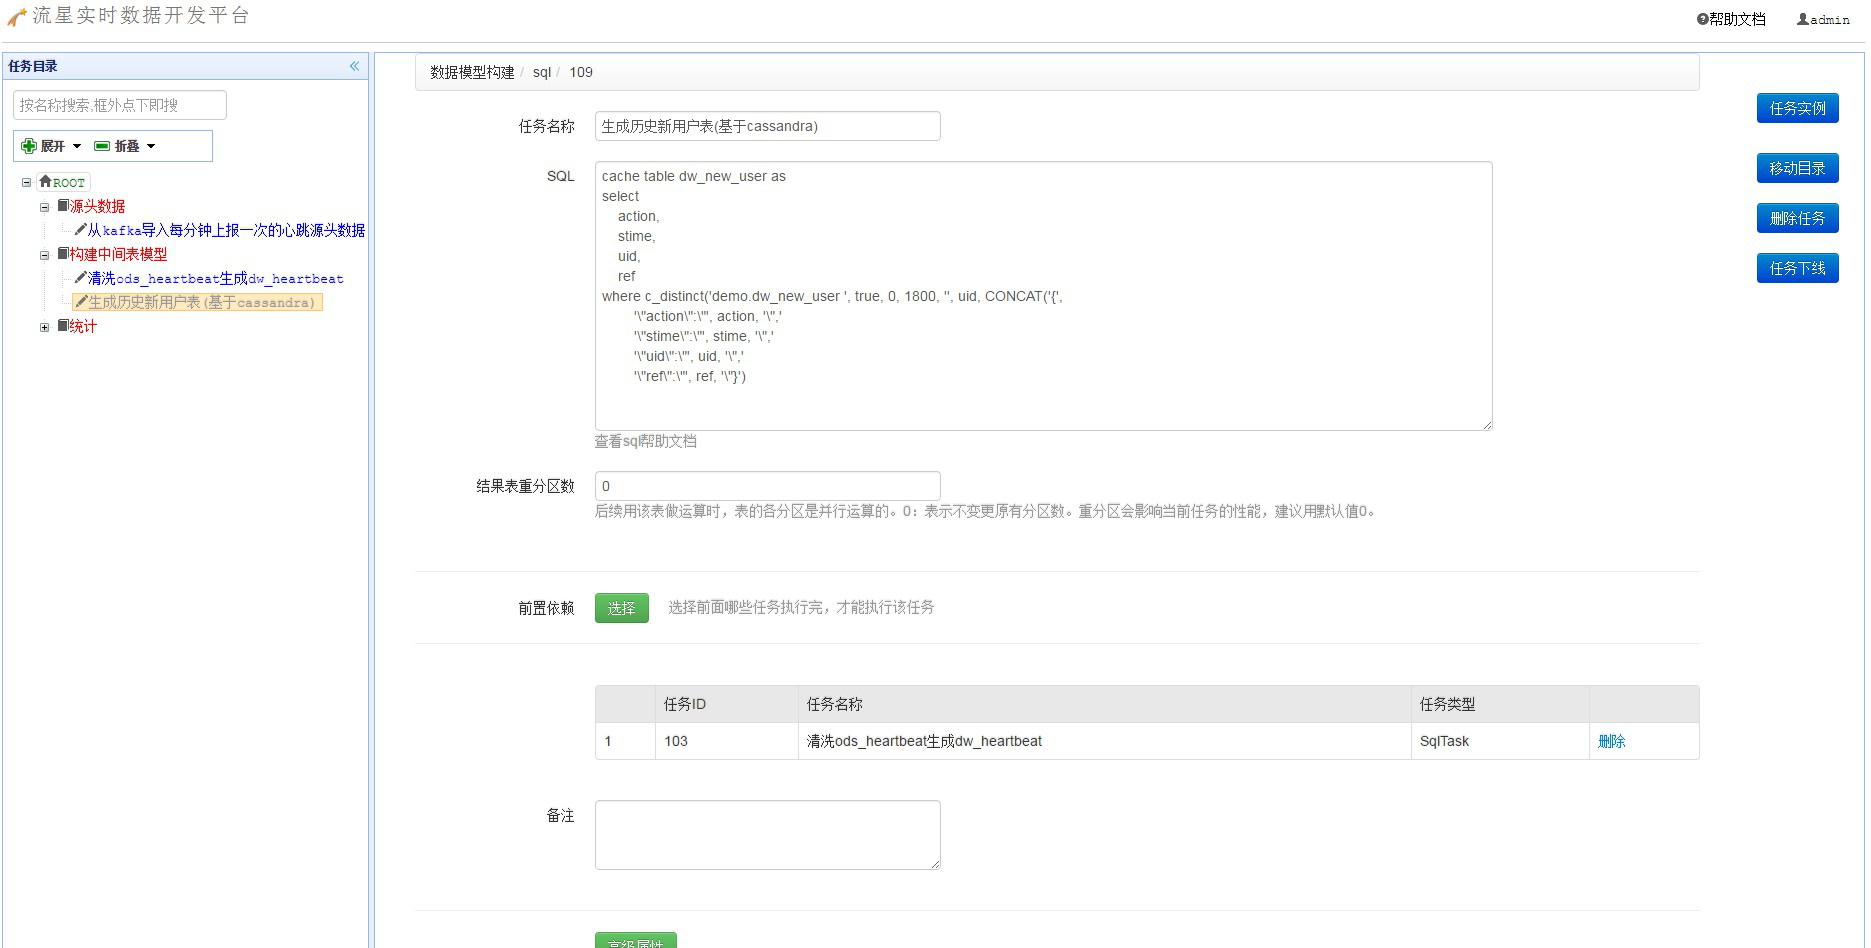 流星实时数据开发平台
帮助文档
admin
任务目录
按名称搜索,框外点下即搜
展开 折叠
ROOT
源头数据
从kafka导入每分钟上报一次的心跳源头数据
构建中间表模型
清洗ods_heartbeat生成dw_heartbeat
生成历史新用户表(基于cassandra)
统计
数据模型构建 / sql / 109
任务名称 生成历史新用户表(基于cassandra)
SQL
cache table dw_new_user as
select
action,
stime,
uid,
ref
where c_distinct('demo.dw_new_user ', true, 0, 1800, '', uid, CONCAT('{',
'\"action\":\"', action, '\",'
'\"stime\":\"', stime, '\",'
'\"uid\":\"', uid, '\",'
'\"ref\":\"', ref, '\"}')
查看sql帮助文档
结果表重分区数 0
后续用该表做运算时，表的各分区是并行运算的。0：表示不变更原有分区数。重分区会影响当前任务的性能，建议用默认值0。
前置依赖 选择 选择前面哪些任务执行完，才能执行该任务
任务ID 任务名称 任务类型
1 103 清洗ods_heartbeat生成dw_heartbeat SqlTask 删除
备注
高级属性
任务实例
移动目录
删除任务
任务下线